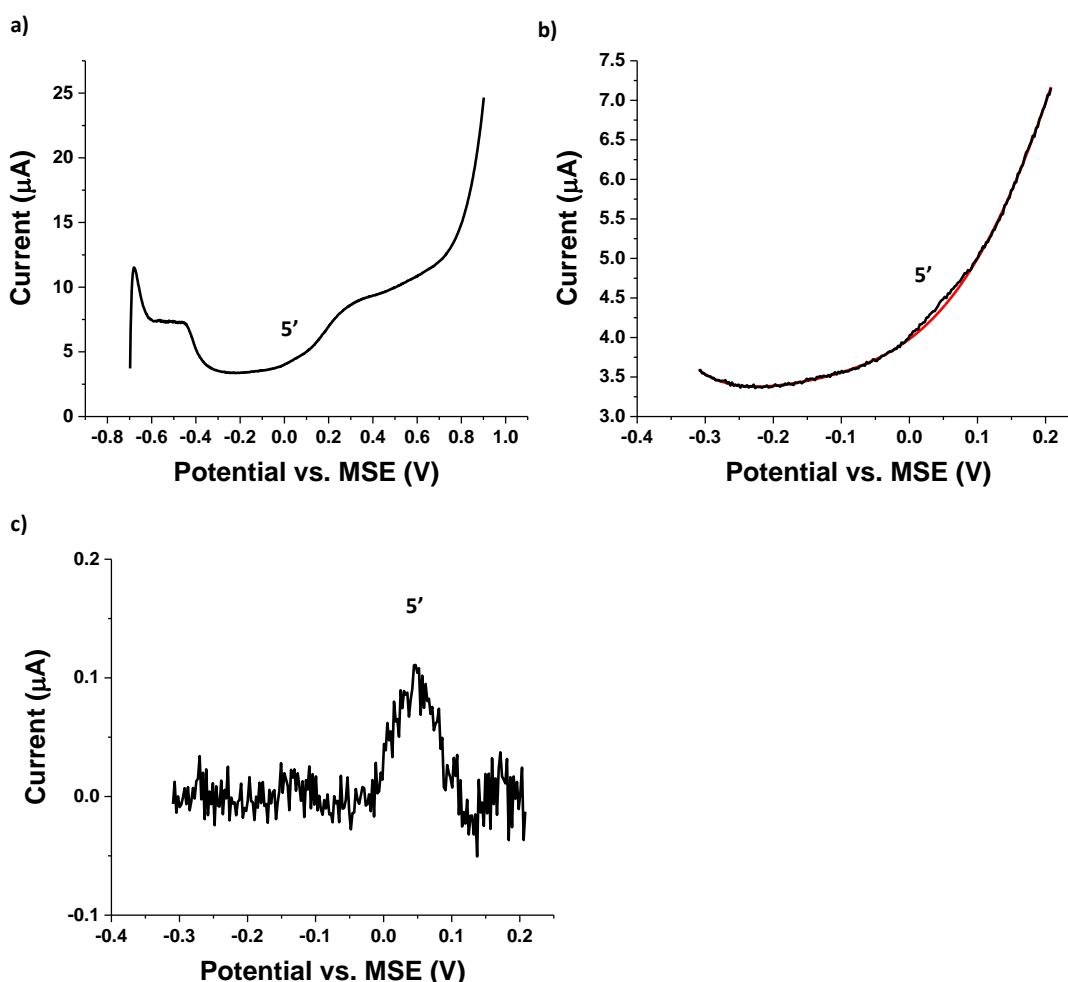 a)
25
20
15
10
5
0
Current (μA)
5’
-0.8 -0.6 -0.4 -0.2 0.0 0.2 0.4 0.6 0.8 1.0
Potential vs. MSE (V)
b)
7.5
7.0
6.5
6.0
5.5
5.0
4.5
4.0
3.5
3.0
Current (μA)
5’
-0.4 -0.3 -0.2 -0.1 0.0 0.1 0.2
Potential vs. MSE (V)
c)
0.2
0.1
0.0
-0.1
Current (μA)
5’
-0.4 -0.3 -0.2 -0.1 0.0 0.1 0.2
Potential vs. MSE (V)